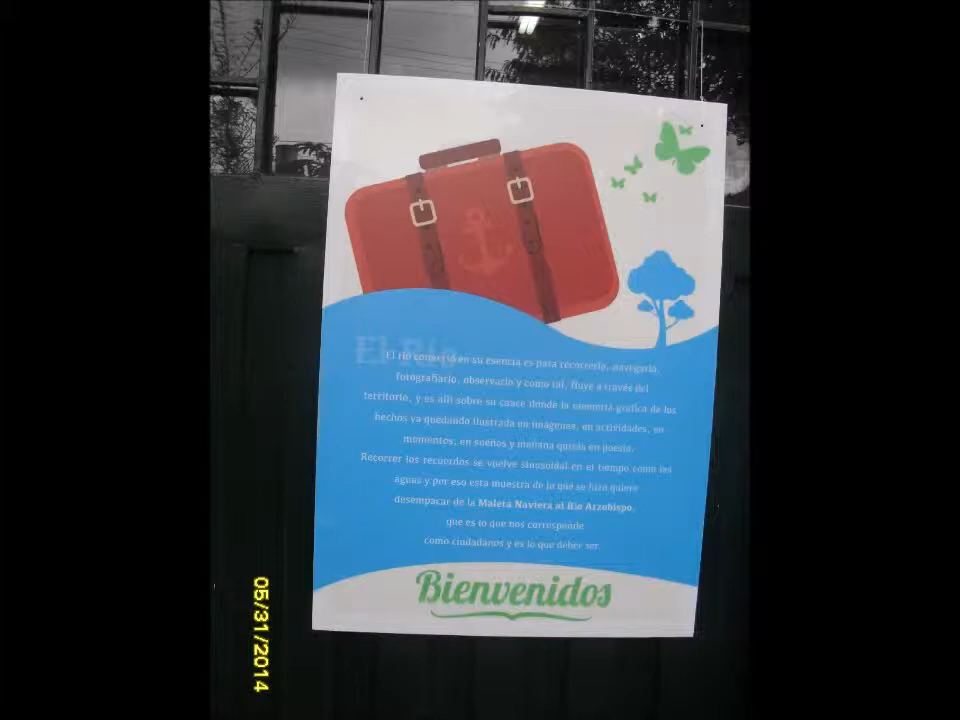 El Río
El río conectó en su esencia es para recorrerlo, navegarlo,
fotografiarlo, observarlo y como tal, fluye a través del
territorio, y es allí sobre su cauce donde la memoria gráfica de los
hechos va quedando ilustrada en imágenes, en actividades, en
momentos, en sueños y mañana quizás en poesía.
Recorrer los recuerdos se vuelve sinusoidal en el tiempo como las
aguas y por eso esta muestra de lo que se hizo quiere
desempacar de la Maleta Naviera al Río Arzobispo,
que es lo que nos corresponde
como ciudadanos y es lo que deber ser.
Bienvenidos
05/31/2014